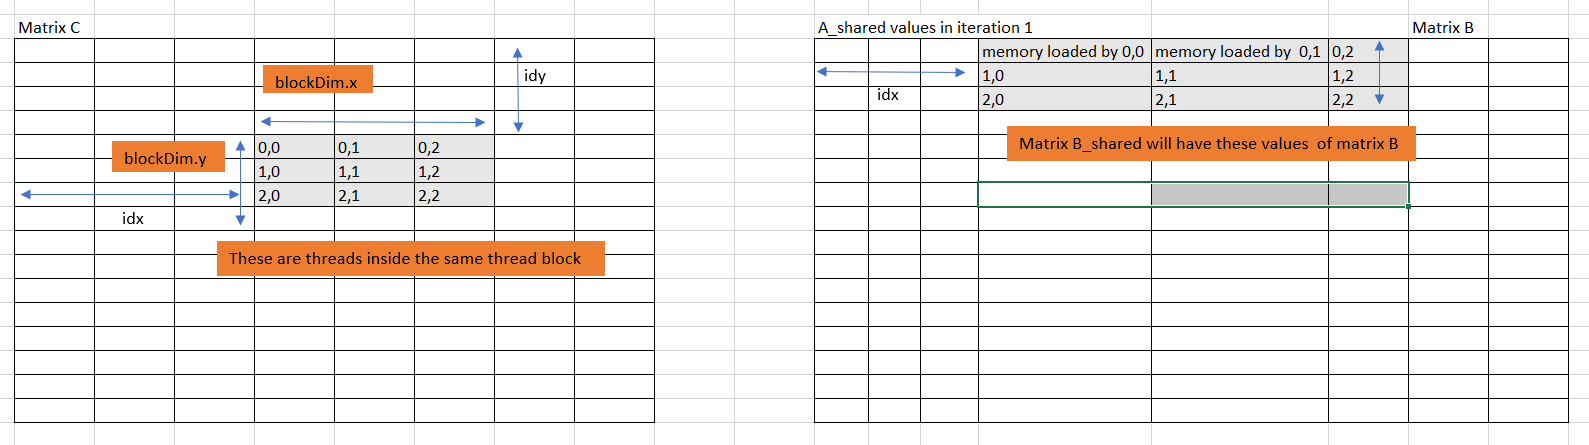 Matrix C
A_shared values in iteration 1
Matrix B
memory loaded by 0,0
memory loaded by  0,1
0,2
blockDim.x
idy
1,0
1,1
1,2
idx
2,0
2,1
2,2
blockDim.y
0,0
0,1
0,2
Matrix B_shared will have these values  of matrix B
1,0
1,1
1,2
2,0
2,1
2,2
idx
These are threads inside the same thread block